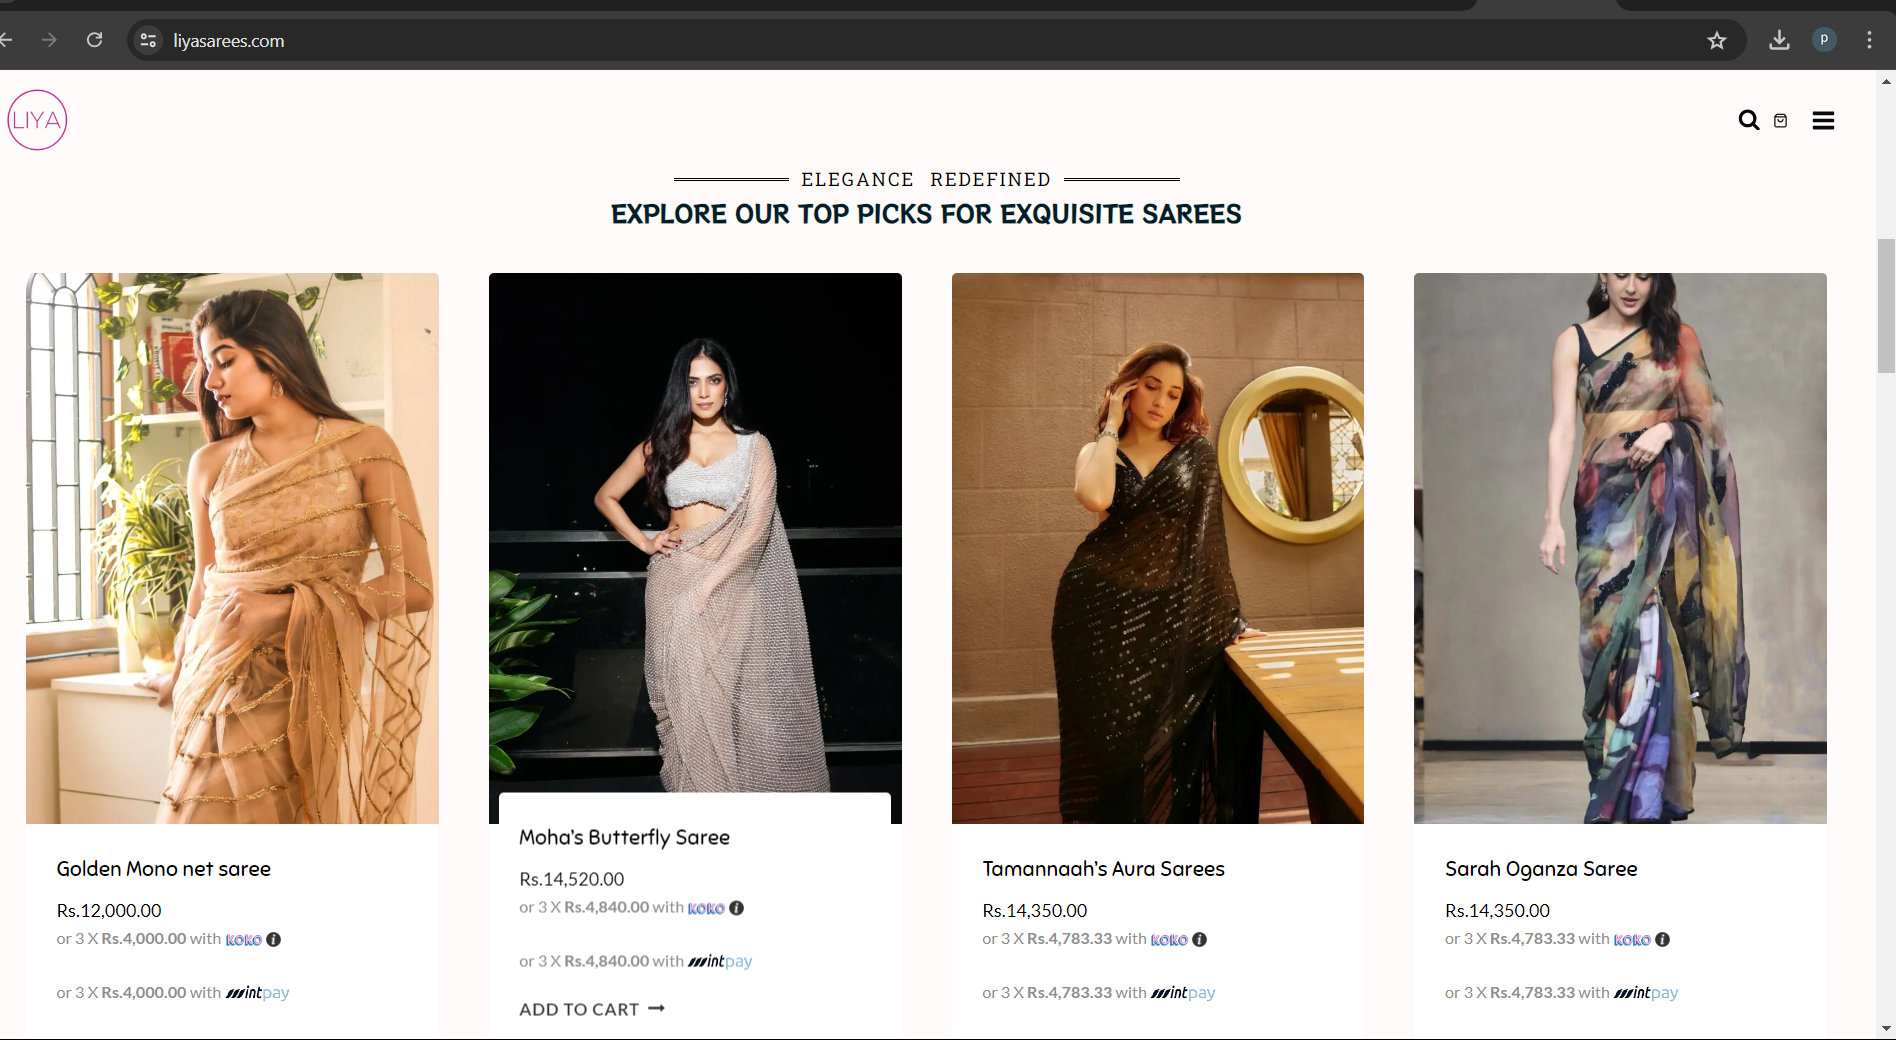 liyasarees.com
p
LIYA
ELEGANCE REDEFINED
EXPLORE OUR TOP PICKS FOR EXQUISITE SAREES
Golden Mono net saree
Rs.12,000.00
or 3 X Rs.4,000.00 with KOKO i
or 3 X Rs.4,000.00 with mintpay
Moha's Butterfly Saree
Rs.14,520.00
or 3 X Rs.4,840.00 with KOKO i
or 3 X Rs.4,840.00 with mintpay
ADD TO CART →
Tamannaah's Aura Sarees
Rs.14,350.00
or 3 X Rs.4,783.33 with KOKO i
or 3 X Rs.4,783.33 with mintpay
Sarah Oganza Saree
Rs.14,350.00
or 3 X Rs.4,783.33 with KOKO i
or 3 X Rs.4,783.33 with mintpay